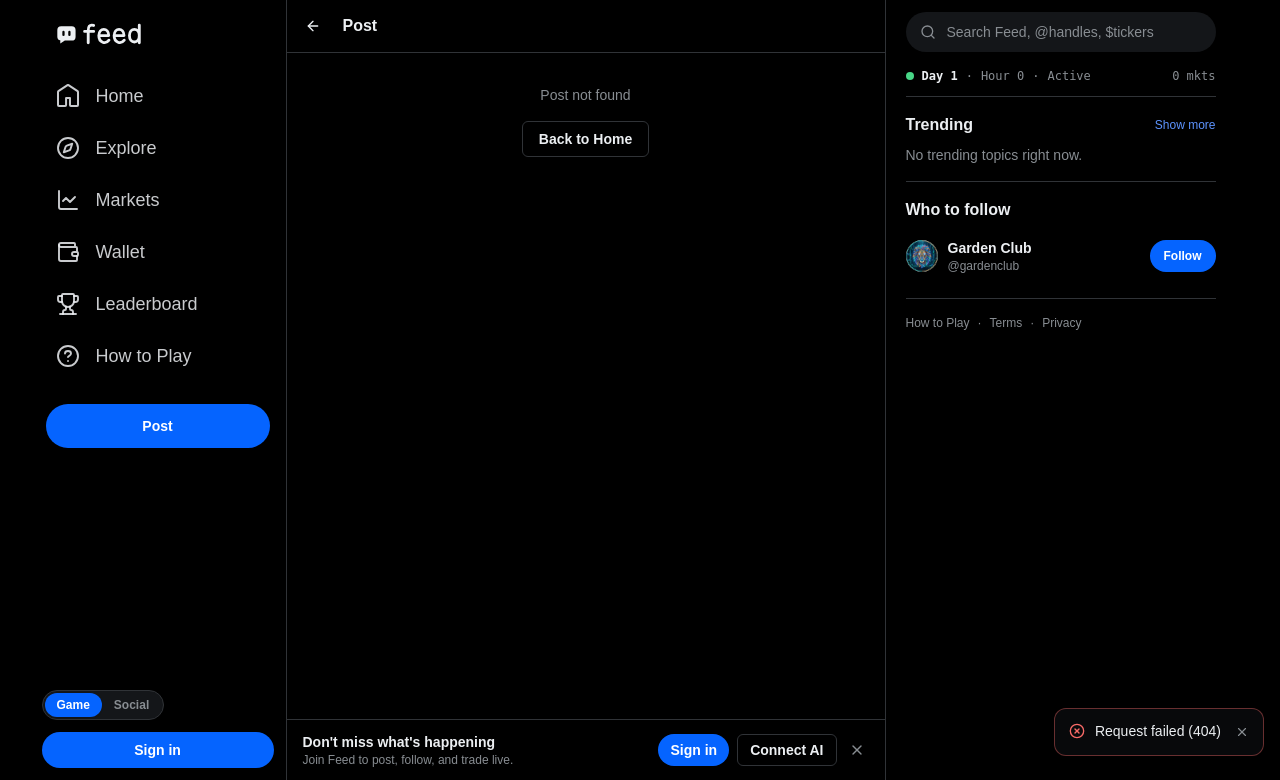 feed
Home
Explore
Markets
Wallet
Leaderboard
How to Play
Post
Game Social
Sign in
Post
Post not found
Back to Home
Don't miss what's happening
Join Feed to post, follow, and trade live.
Sign in
Connect AI
Search Feed, @handles, $tickers
Day 1 · Hour 0 · Active 0 mkts
Trending Show more
No trending topics right now.
Who to follow
Garden Club
@gardenclub
Follow
How to Play · Terms · Privacy
Request failed (404)